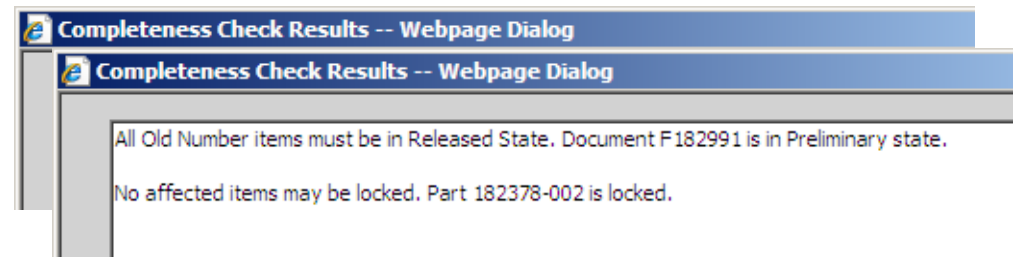 Completeness Check Results -- Webpage Dialog
Completeness Check Results -- Webpage Dialog
All Old Number items must be in Released State. Document F182991 is in Preliminary state.
No affected items may be locked. Part 182378-002 is locked.